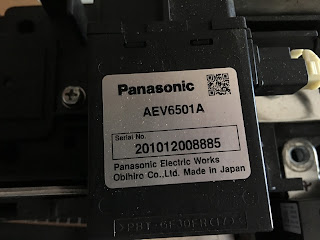 Panasonic
AEV6501A
Serial No.
201012008885
Panasonic Electric Works
Obihiro Co.,Ltd. Made in Japan